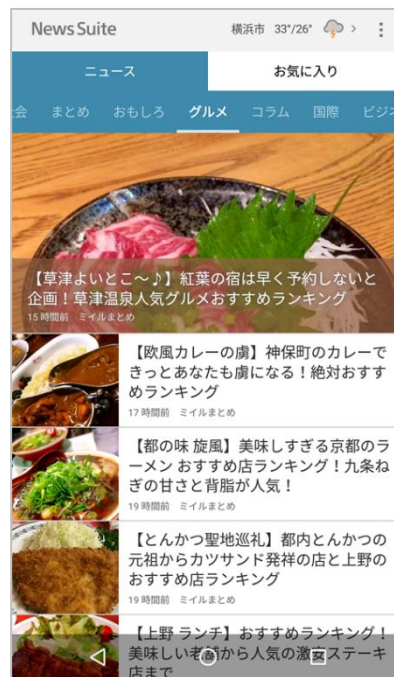 News Suite
横浜市 33°/26° >
ニュース お気に入り
会 まとめ おもしろ グルメ コラム 国際 ビジ
【草津よいとこ～♪】紅葉の宿は早く予約しないと
企画！草津温泉人気グルメおすすめランキング
15 時間前 ミイルまとめ
【欧風カレーの虜】神保町のカレーで
きっとあなたも虜になる！絶対おすす
めランキング
17 時間前 ミイルまとめ
【都の味 旋風】美味しすぎる京都のラ
ーメン おすすめ店ランキング！九条ね
ぎの甘さと背脂が人気！
19 時間前 ミイルまとめ
【とんかつ聖地巡礼】都内とんかつの
元祖からカツサンド発祥の店と上野の
おすすめ店ランキング
19 時間前 ミイルまとめ
【上野 ランチ】おすすめランキング！
美味しい老舗から人気の激安ステーキ
店まで